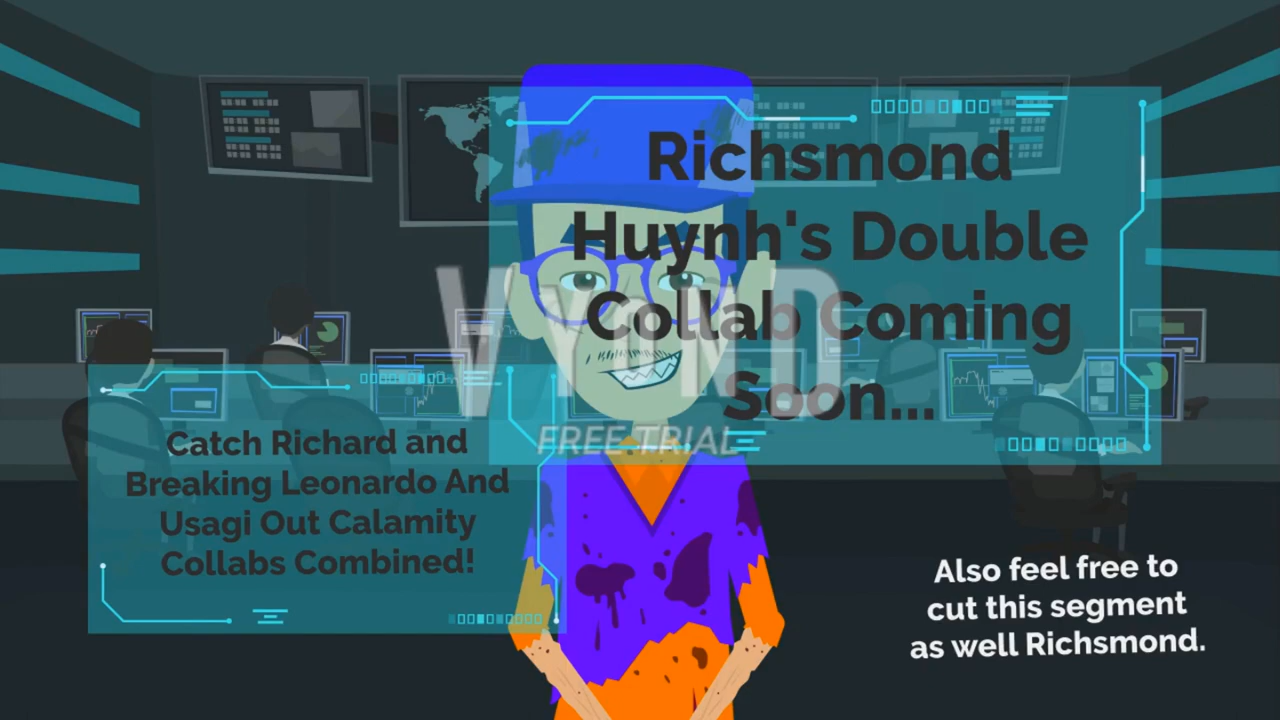 Richsmond
Huynh's Double
Collab Coming
Soon...
VYOND
FREE TRIAL
Catch Richard and
Breaking Leonardo And
Usagi Out Calamity
Collabs Combined!
Also feel free to
cut this segment
as well Richsmond.